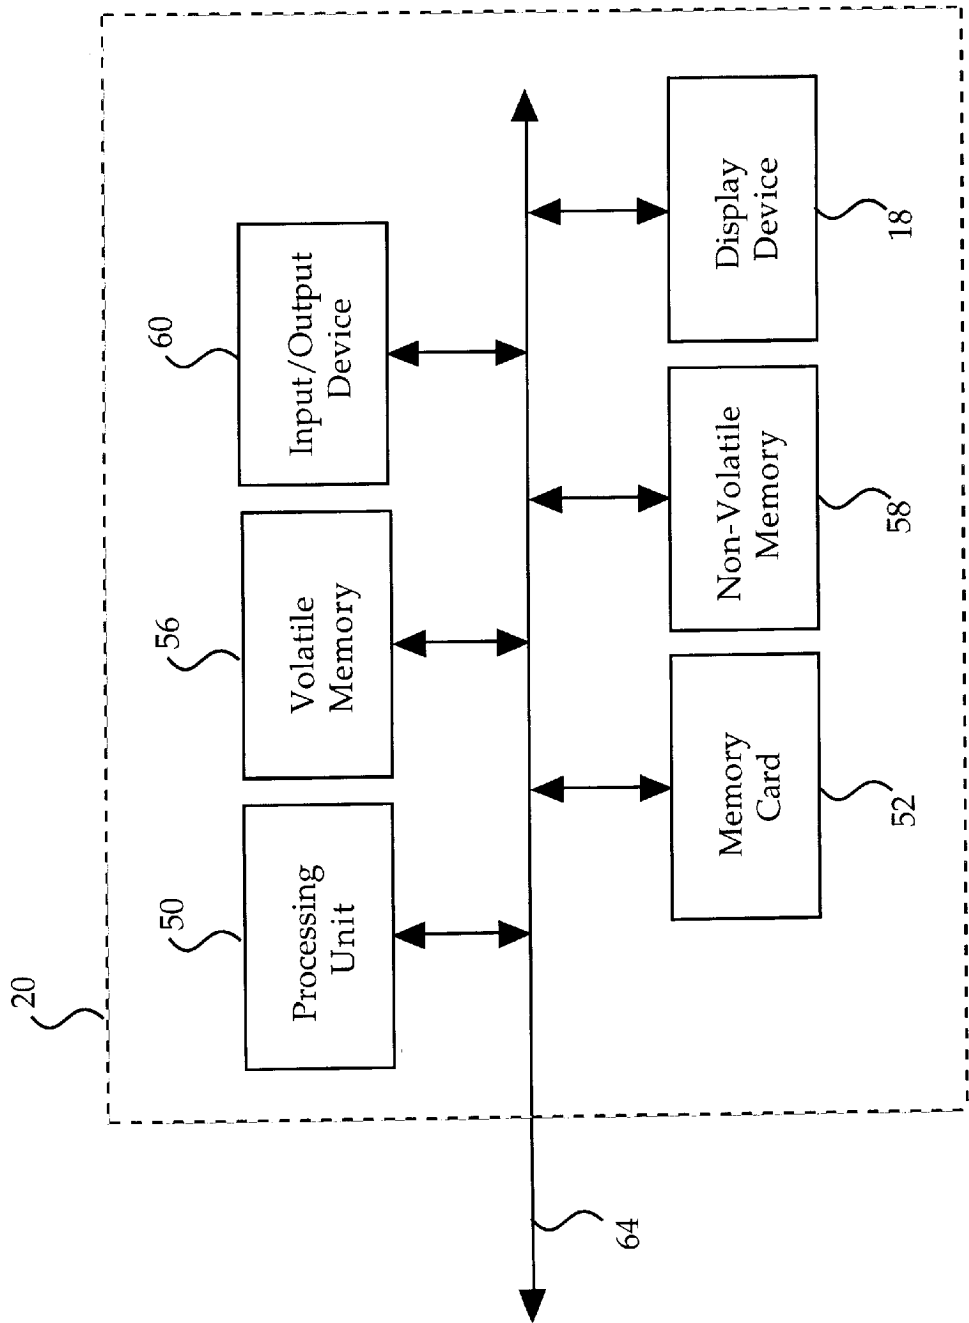 20
50
56
60
Processing
Unit
Volatile
Memory
Input/Output
Device
Memory
Card
Non-Volatile
Memory
Display
Device
64
52
58
18